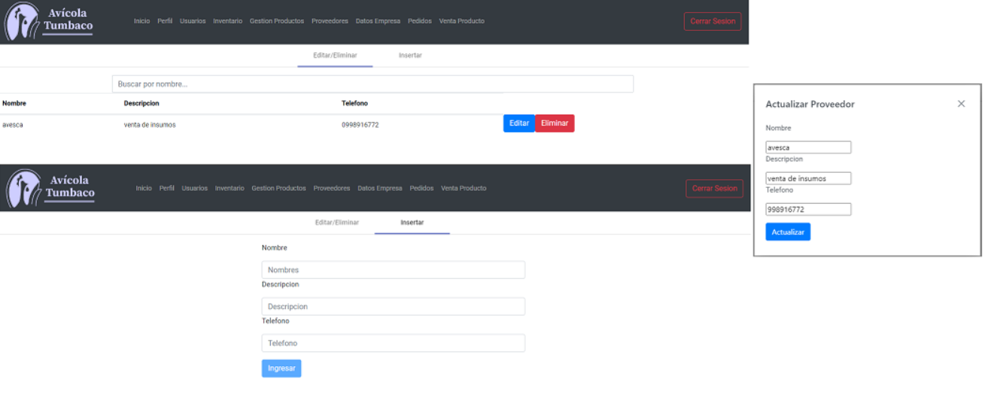 Avícola
Tumbaco
Inicio Perfil Usuarios Inventario Gestion Productos Proveedores Datos Empresa Pedidos Venta Producto
Cerrar Sesion
Editar/Eliminar Insertar
Buscar por nombre...
Nombre Descripcion Telefono
avesca venta de insumos 0998916772 Editar Eliminar
Avícola
Tumbaco
Inicio Perfil Usuarios Inventario Gestion Productos Proveedores Datos Empresa Pedidos Venta Producto
Cerrar Sesion
Editar/Eliminar Insertar
Nombre
Nombres
Descripcion
Descripcion
Telefono
Telefono
Ingresar
Actualizar Proveedor
Nombre
avesca
Descripcion
venta de insumos
Telefono
998916772
Actualizar